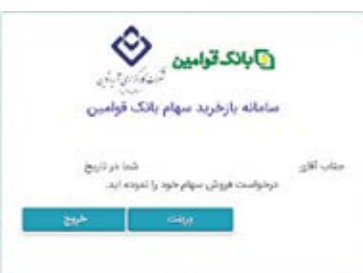 بانک قوامین
سامانه بازخرید سهام بانک قوامین
جناب آقای شما در تاریخ
درخواست فروش سهام خود را نموده اید.
پرینت خروج